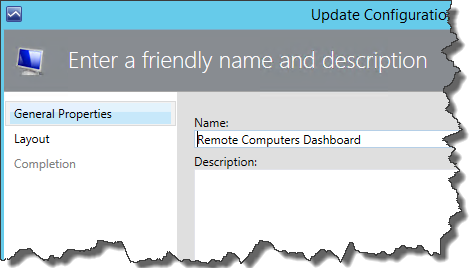 Update Configuratio
Enter a friendly name and description
General Properties
Layout
Completion
Name:
Remote Computers Dashboard
Description: